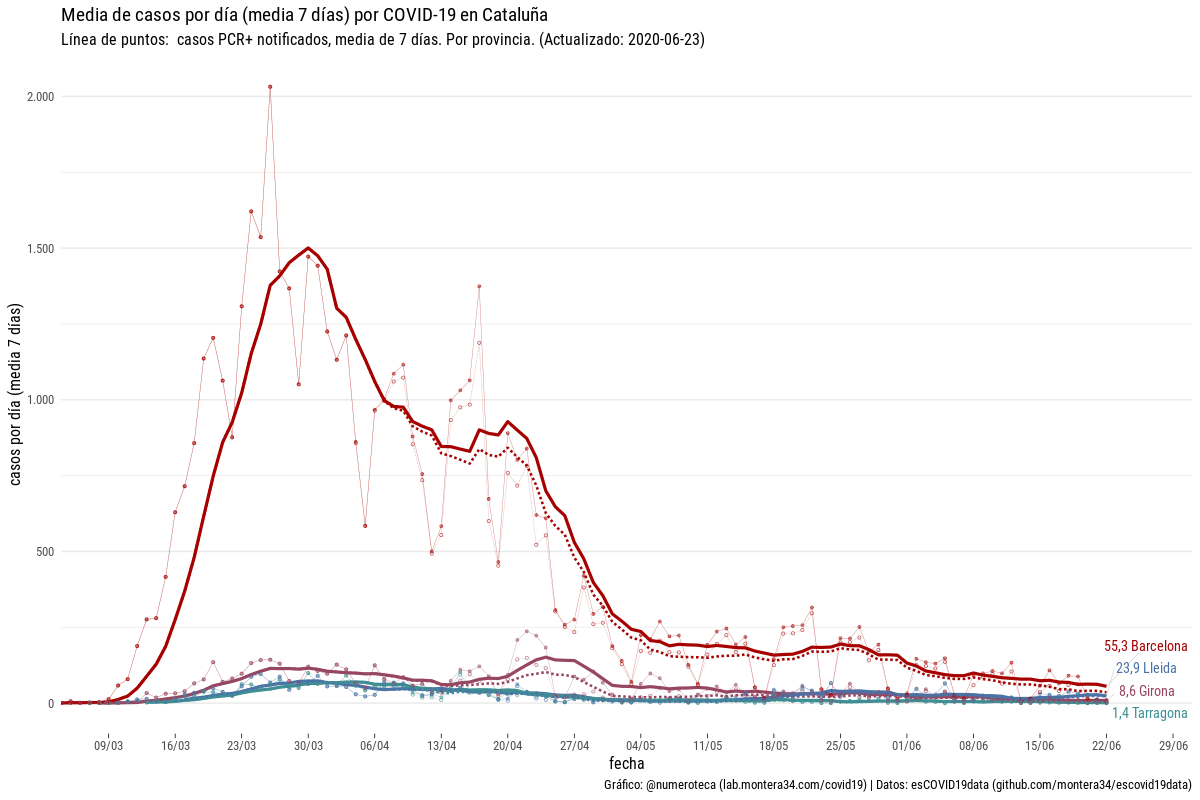 Media de casos por día (media 7 días) por COVID-19 en Cataluña
Línea de puntos:  casos PCR+ notificados, media de 7 días. Por provincia. (Actualizado: 2020-06-23)
casos por día (media 7 días)
2.000
1.500
1.000
500
0
55,3 Barcelona
23,9 Lleida
8,6 Girona
1,4 Tarragona
09/03 16/03 23/03 30/03 06/04 13/04 20/04 27/04 04/05 11/05 18/05 25/05 01/06 08/06 15/06 22/06 29/06
fecha
Gráfico: @numeroteca (lab.montera34.com/covid19) | Datos: esCOVID19data (github.com/montera34/escovid19data)